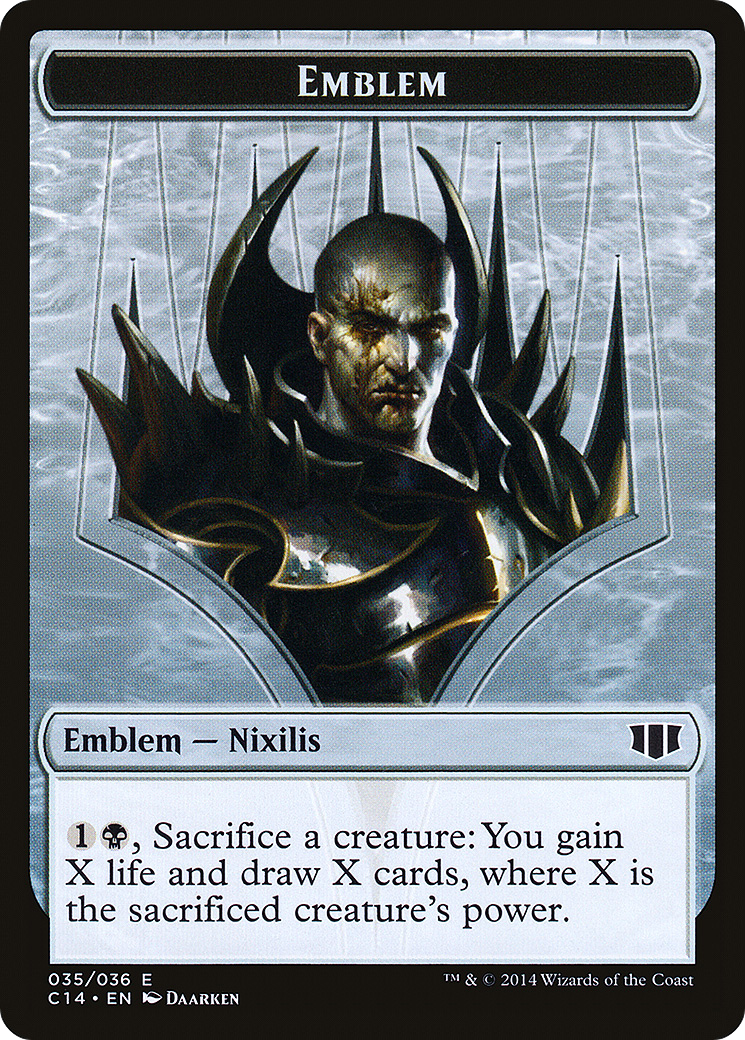 Emblem
Emblem — Nixilis
1, Sacrifice a creature: You gain
X life and draw X cards, where X is
the sacrificed creature's power.
035/036 E
™ & © 2014 Wizards of the Coast
C14 • EN Daarken